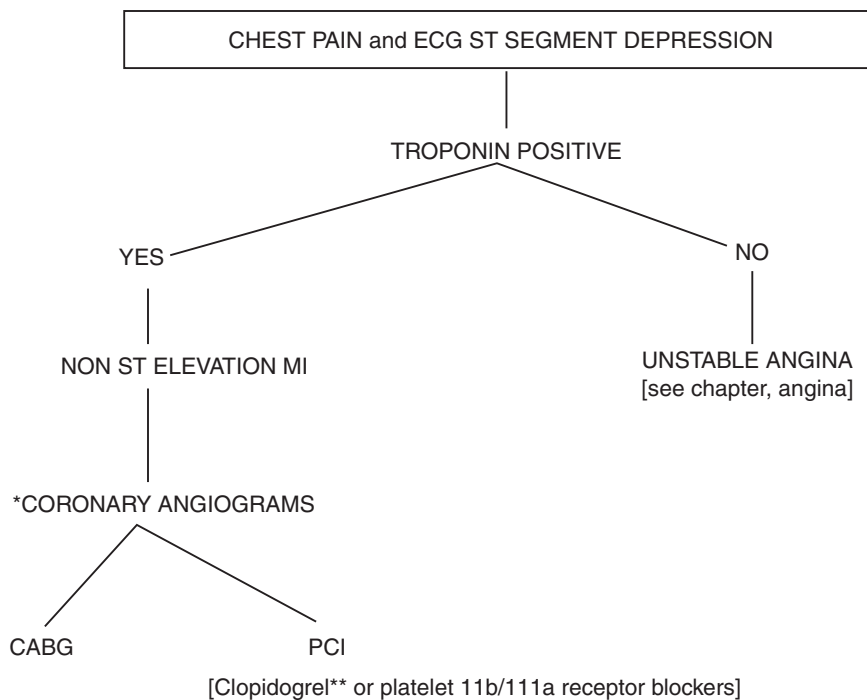 CHEST PAIN and ECG ST SEGMENT DEPRESSION
TROPONIN POSITIVE
YES
NO
NON ST ELEVATION MI
UNSTABLE ANGINA
[see chapter, angina]
*CORONARY ANGIOGRAMS
CABG
PCI
[Clopidogrel** or platelet 11b/111a receptor blockers]